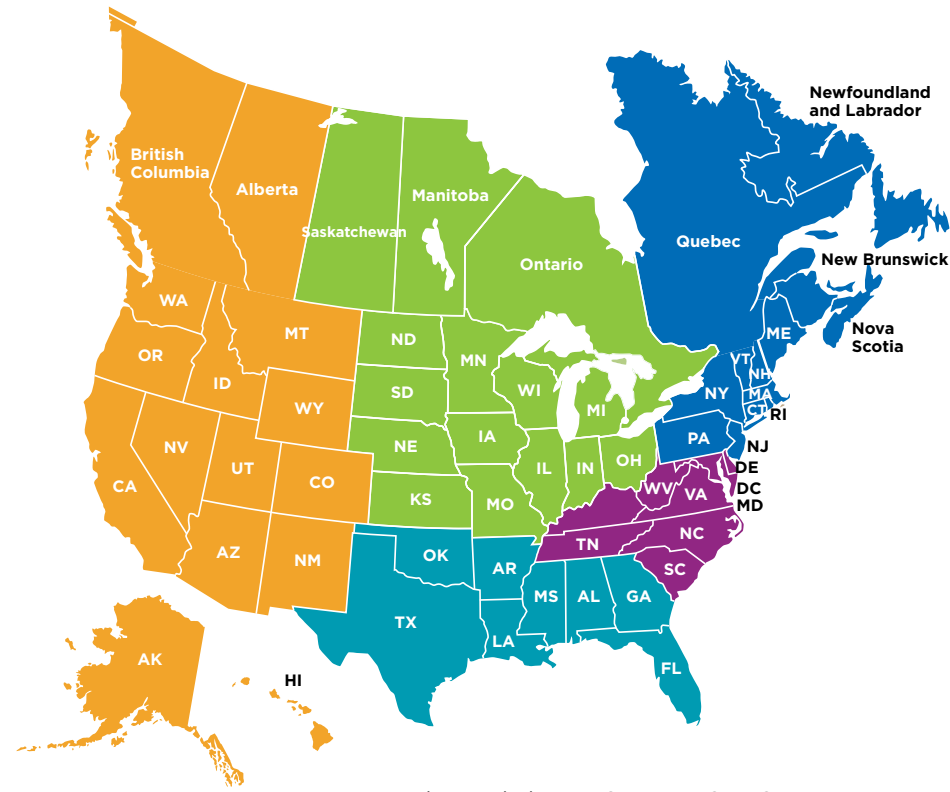 Newfoundland
and Labrador
British
Columbia
Alberta
Manitoba
Saskatchewan
Quebec
Ontario
New Brunswick
WA
MT
ND
ME
Nova
Scotia
OR
MN
VT
ID
SD
WI
NH
NY
MA
WY
MI
CT
RI
NV
NE
IA
PA
NJ
UT
CO
IL
IN
OH
DE
CA
KS
MO
WV
VA
DC
MD
AZ
NM
OK
TN
NC
AR
SC
MS
AL
GA
TX
LA
AK
HI
FL